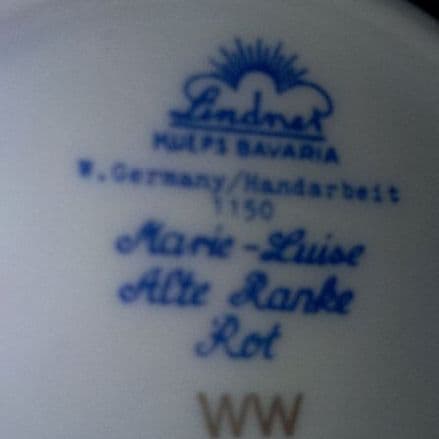 Lindner
KUEPS BAVARIA
W.Germany/Handarbeit
1150
Marie-Luise
Alte Ranke
Rot
WW